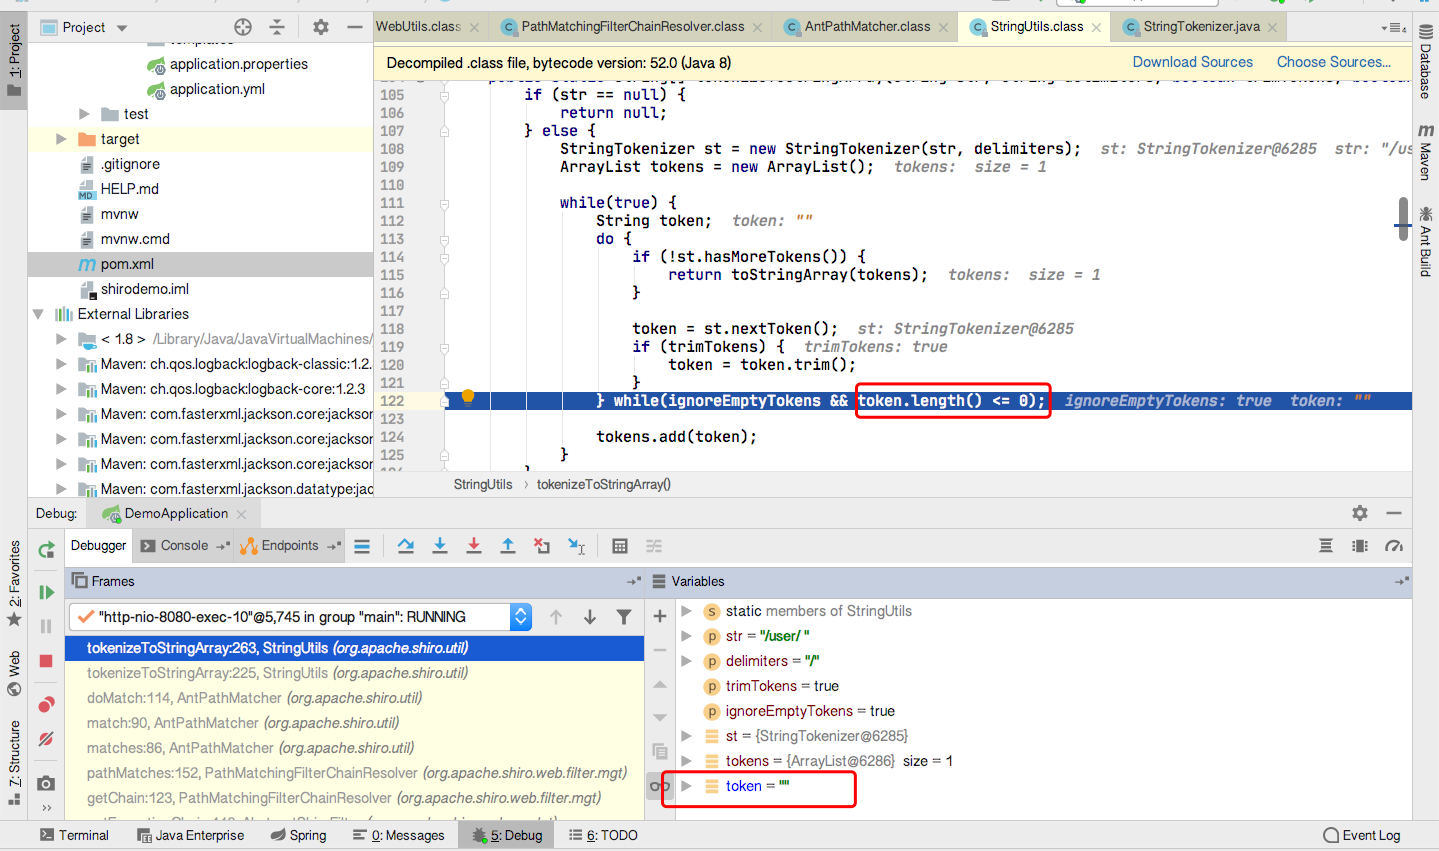 Project
WebUtils.class
PathMatchingFilterChainResolver.class
AntPathMatcher.class
StringUtils.class
StringTokenizer.java
4
1: Project
Decompiled .class file, bytecode version: 52.0 (Java 8)
Download Sources
Choose Sources...
application.properties
application.yml
test
target
.gitignore
HELP.md
mvnw
mvnw.cmd
pom.xml
shirodemo.iml
External Libraries
< 1.8 > /Library/Java/JavaVirtualMachines/
Maven: ch.qos.logback:logback-classic:1.2.
Maven: ch.qos.logback:logback-core:1.2.3
Maven: com.fasterxml.jackson.core:jackso
Maven: com.fasterxml.jackson.core:jackso
Maven: com.fasterxml.jackson.core:jackso
Maven: com.fasterxml.jackson.datatype:jac
105 if (str == null) {
106 return null;
107 } else {
108 StringTokenizer st = new StringTokenizer(str, delimiters); st: StringTokenizer@6285 str: "/us
109 ArrayList tokens = new ArrayList(); tokens: size = 1
110
111 while(true) {
112 String token; token: ""
113 do {
114 if (!st.hasMoreTokens()) {
115 return toStringArray(tokens); tokens: size = 1
116 }
117
118 token = st.nextToken(); st: StringTokenizer@6285
119 if (trimTokens) { trimTokens: true
120 token = token.trim();
121 }
122 } while(ignoreEmptyTokens && token.length() <= 0); ignoreEmptyTokens: true token: ""
123
124 tokens.add(token);
125 }
StringUtils › tokenizeToStringArray()
Database
Maven
Ant Build
Debug:
DemoApplication
Debugger
Console
Endpoints
Frames
Variables
"http-nio-8080-exec-10"@5,745 in group "main": RUNNING
tokenizeToStringArray:263, StringUtils (org.apache.shiro.util)
tokenizeToStringArray:225, StringUtils (org.apache.shiro.util)
doMatch:114, AntPathMatcher (org.apache.shiro.util)
match:90, AntPathMatcher (org.apache.shiro.util)
matches:86, AntPathMatcher (org.apache.shiro.util)
pathMatches:152, PathMatchingFilterChainResolver (org.apache.shiro.web.filter.mgt)
getChain:123, PathMatchingFilterChainResolver (org.apache.shiro.web.filter.mgt)
static members of StringUtils
str = "/user/ "
delimiters = "/"
trimTokens = true
ignoreEmptyTokens = true
st = {StringTokenizer@6285}
tokens = {ArrayList@6286} size = 1
token = ""
2: Favorites
Web
7: Structure
Terminal
Java Enterprise
Spring
0: Messages
5: Debug
6: TODO
Event Log